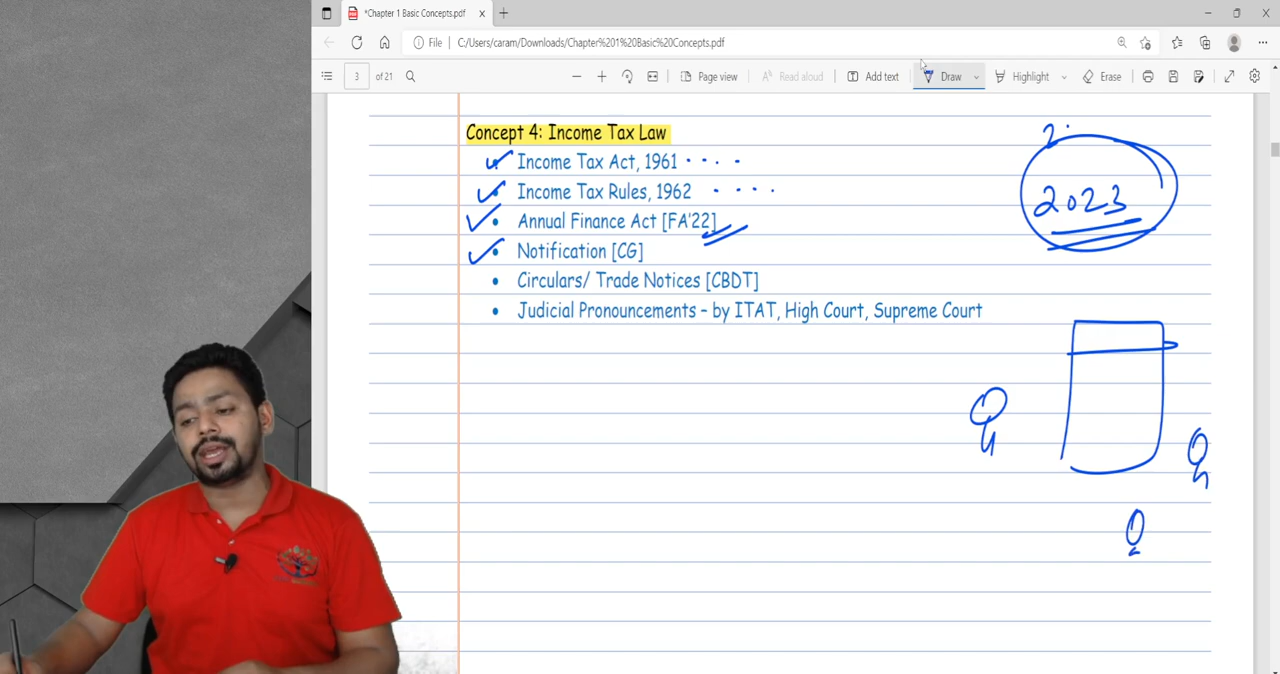 *Chapter 1 Basic Concepts.pdf
File C:/Users/caram/Downloads/Chapter%201%20Basic%20Concepts.pdf
3 of 21 Page view Read aloud Add text Draw Highlight Erase
Concept 4: Income Tax Law
• Income Tax Act, 1961
• Income Tax Rules, 1962
• Annual Finance Act [FA'22]
• Notification [CG]
• Circulars/ Trade Notices [CBDT]
• Judicial Pronouncements – by ITAT, High Court, Supreme Court
2023